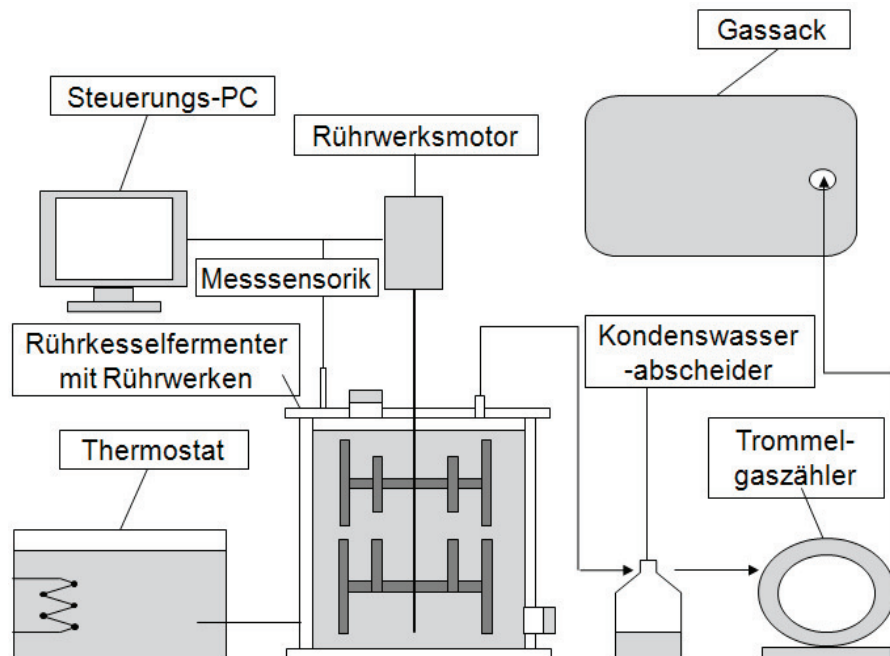 Gassack
Steuerungs-PC
Rührwerksmotor
Messsensorik
Rührkesselfermenter
mit Rührwerken
Kondenswasser
-abscheider
Thermostat
Trommel-
gaszähler